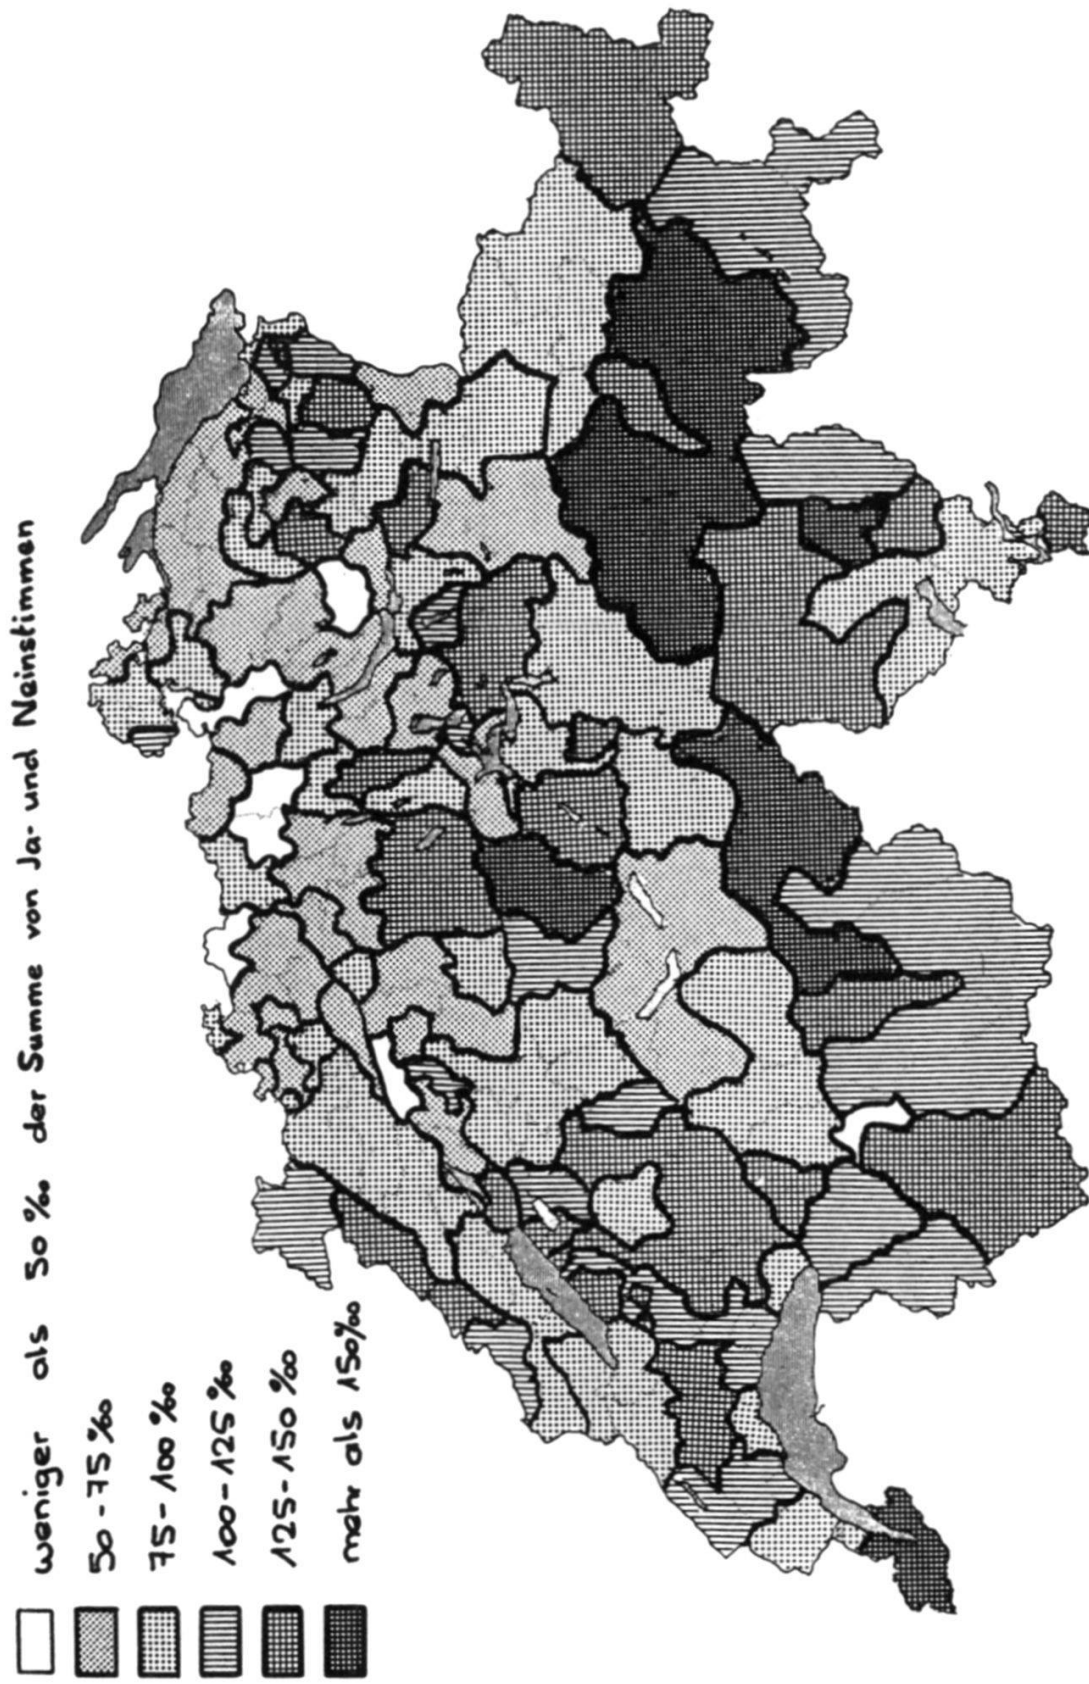 weniger als 50 ‰ der Summe von Ja- und Neinstimmen
50-75 ‰
75-100 ‰
100-125 ‰
125-150 ‰
mehr als 150‰